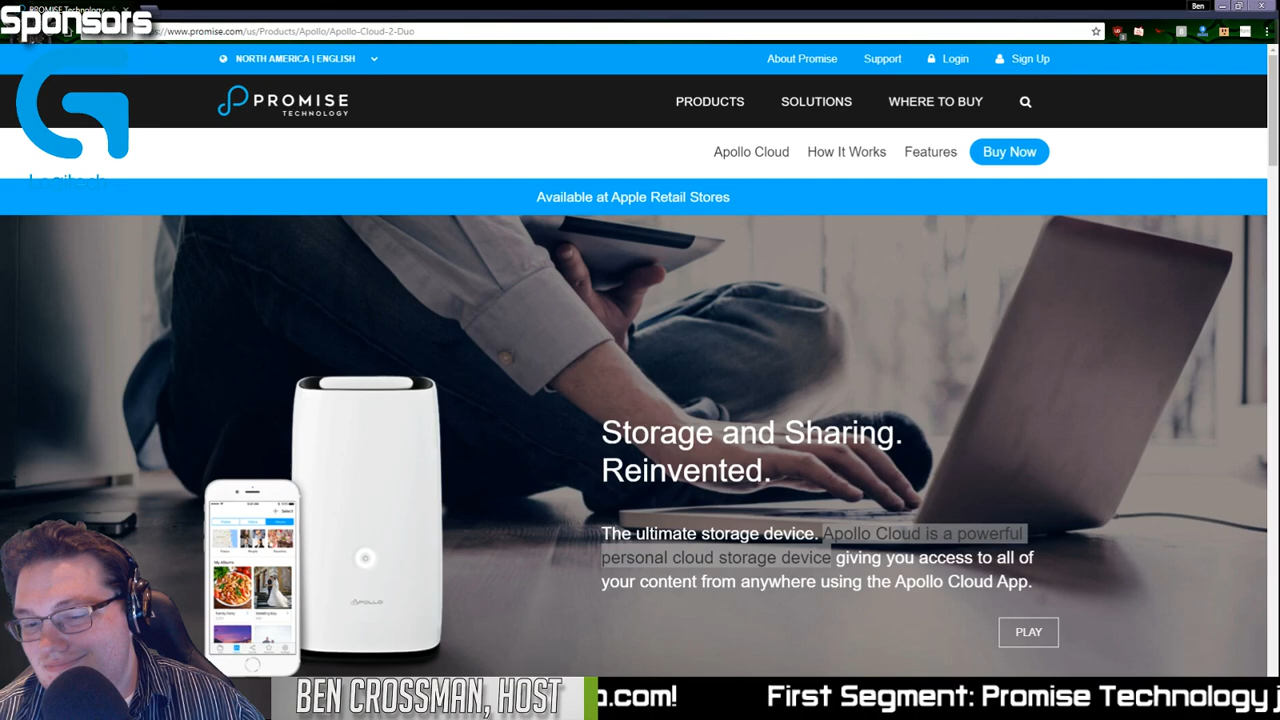 Sponsors
Ben
www.promise.com/us/Products/Apollo/Apollo-Cloud-2-Duo
NORTH AMERICA | ENGLISH
About Promise
Support
Login
Sign Up
PROMISE
TECHNOLOGY
PRODUCTS
SOLUTIONS
WHERE TO BUY
Logitech
Apollo Cloud
How It Works
Features
Buy Now
Available at Apple Retail Stores
Storage and Sharing.
Reinvented.
The ultimate storage device. Apollo Cloud is a powerful
personal cloud storage device giving you access to all of
your content from anywhere using the Apollo Cloud App.
PLAY
Select
My Albums
APOLLO
BEN CROSSMAN, HOST
.com!
First Segment: Promise Technology